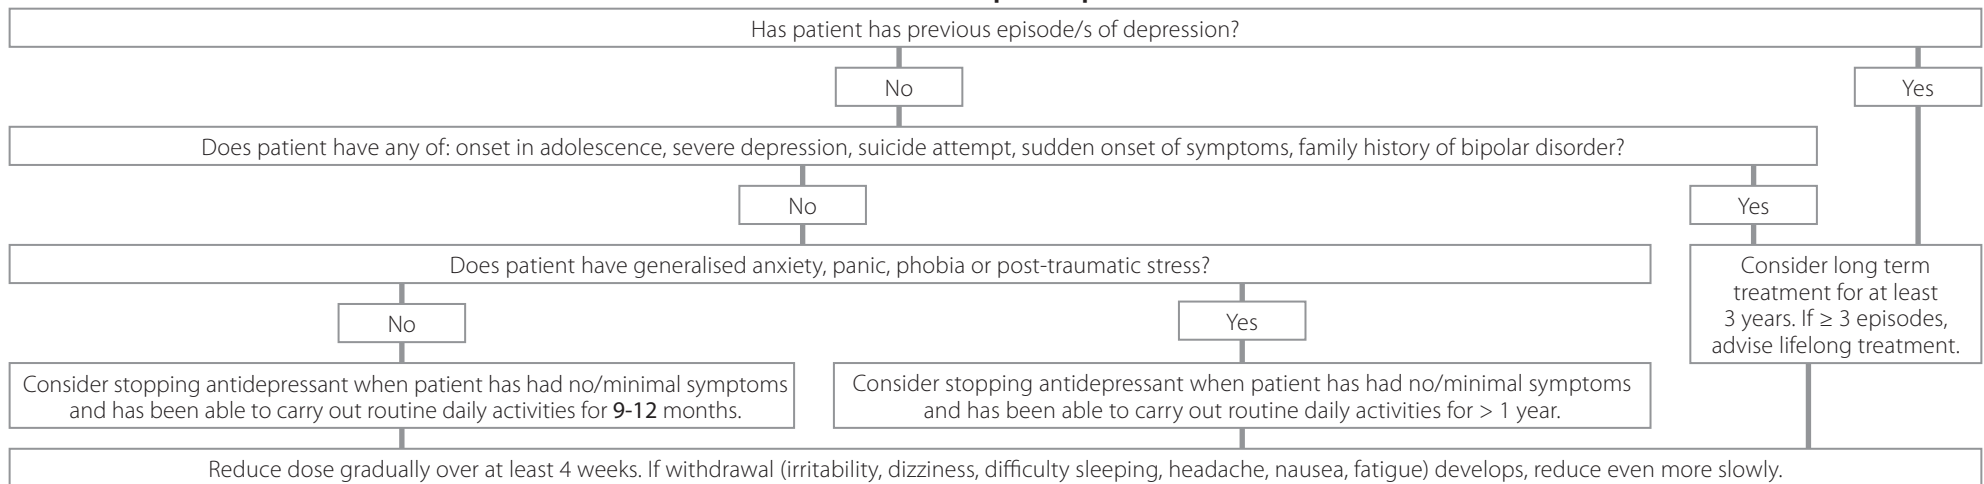 Has patient has previous episode/s of depression?
No
Yes
Does patient have any of: onset in adolescence, severe depression, suicide attempt, sudden onset of symptoms, family history of bipolar disorder?
No
Yes
Does patient have generalised anxiety, panic, phobia or post-traumatic stress?
No
Yes
Consider long term
treatment for at least
3 years. If ≥ 3 episodes,
advise lifelong treatment.
Consider stopping antidepressant when patient has had no/minimal symptoms
and has been able to carry out routine daily activities for 9-12 months.
Consider stopping antidepressant when patient has had no/minimal symptoms
and has been able to carry out routine daily activities for > 1 year.
Reduce dose gradually over at least 4 weeks. If withdrawal (irritability, dizziness, difficulty sleeping, headache, nausea, fatigue) develops, reduce even more slowly.